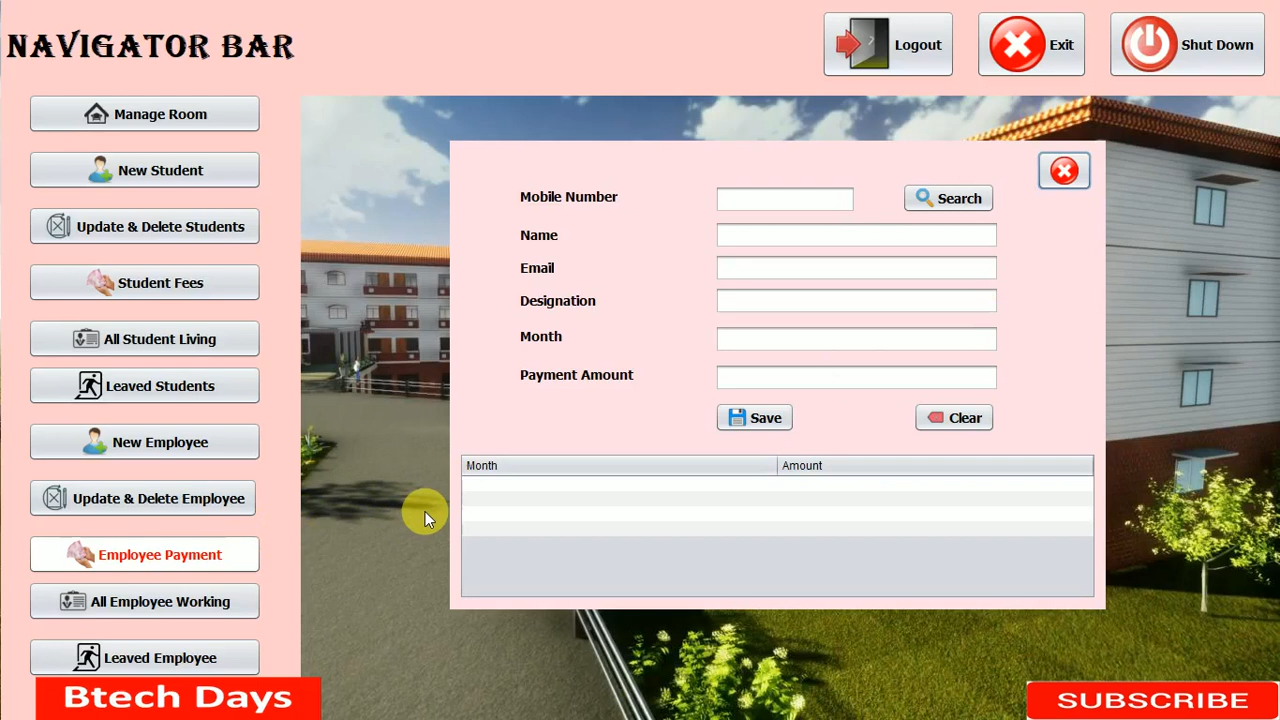 NAVIGATOR BAR
Logout
Exit
Shut Down
Manage Room
New Student
Update & Delete Students
Student Fees
All Student Living
Leaved Students
New Employee
Update & Delete Employee
Employee Payment
All Employee Working
Leaved Employee
Mobile Number
Search
Name
Email
Designation
Month
Payment Amount
Save
Clear
Month Amount
Btech Days
SUBSCRIBE